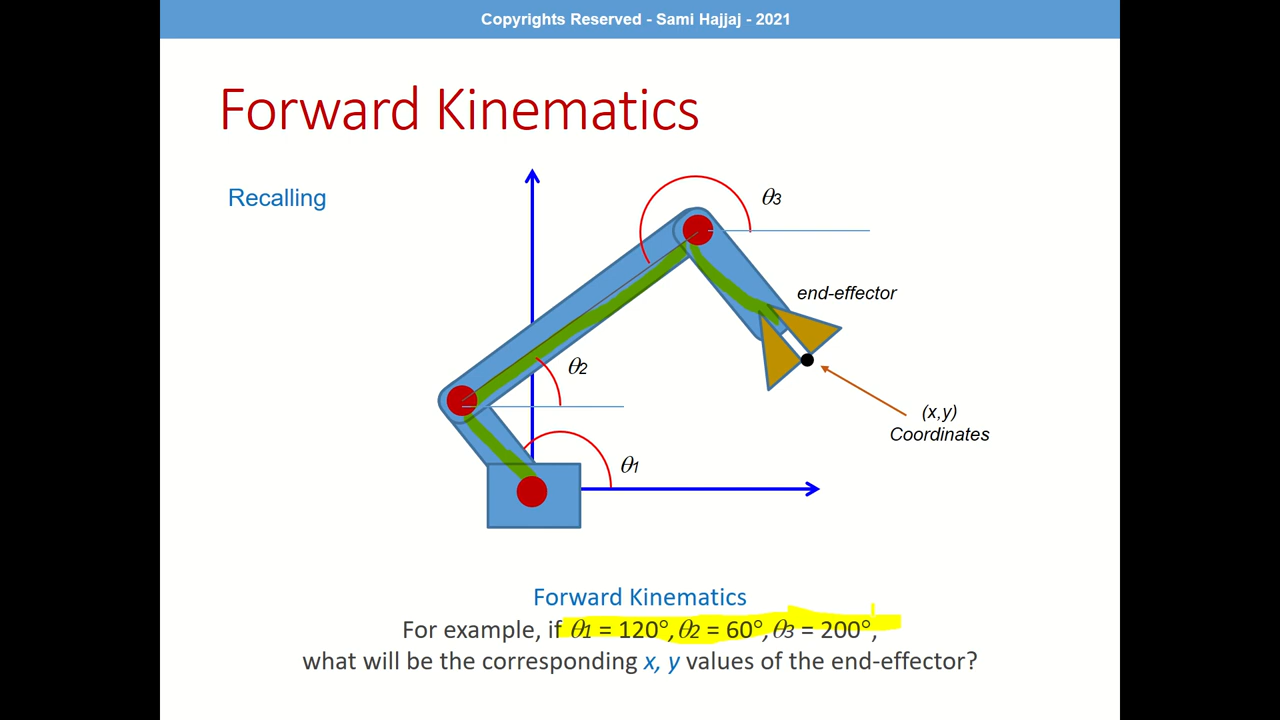 Copyrights Reserved - Sami Hajjaj - 2021
Forward Kinematics
Recalling
θ3
end-effector
θ2
(x,y)
Coordinates
θ1
Forward Kinematics
For example, if θ1 = 120°, θ2 = 60°, θ3 = 200°,
what will be the corresponding x, y values of the end-effector?